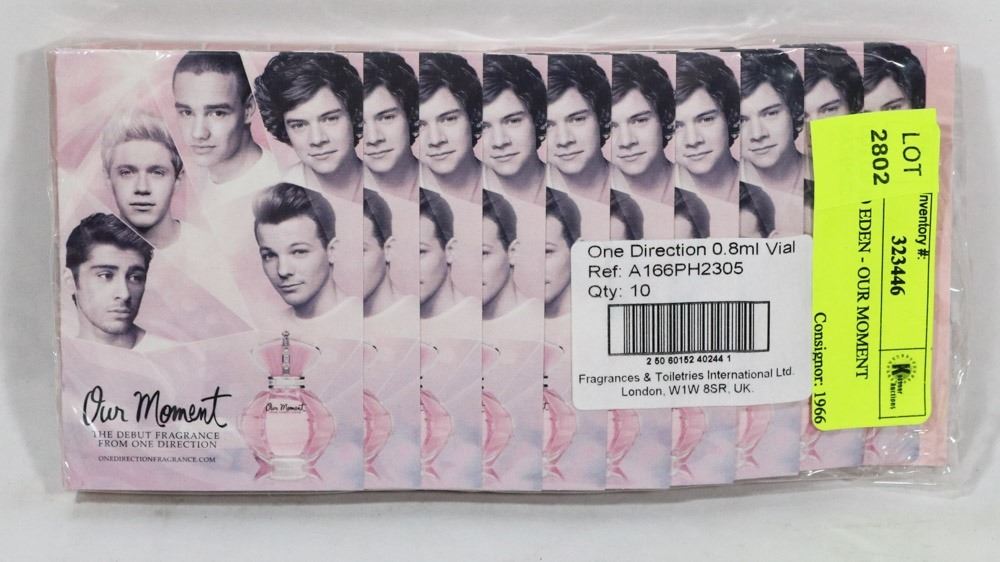 Our Moment
THE DEBUT FRAGRANCE
FROM ONE DIRECTION
ONEDIRECTIONFRAGRANCE.COM
Our Moment
One Direction 0.8ml Vial
Ref: A166PH2305
Qty: 10
2 50 60152 40244 1
Fragrances & Toiletries International Ltd.
London, W1W 8SR, UK.
LOT
2802
nventory #:
323446
EDEN - OUR MOMENT
Consignor: 1966
Auctions